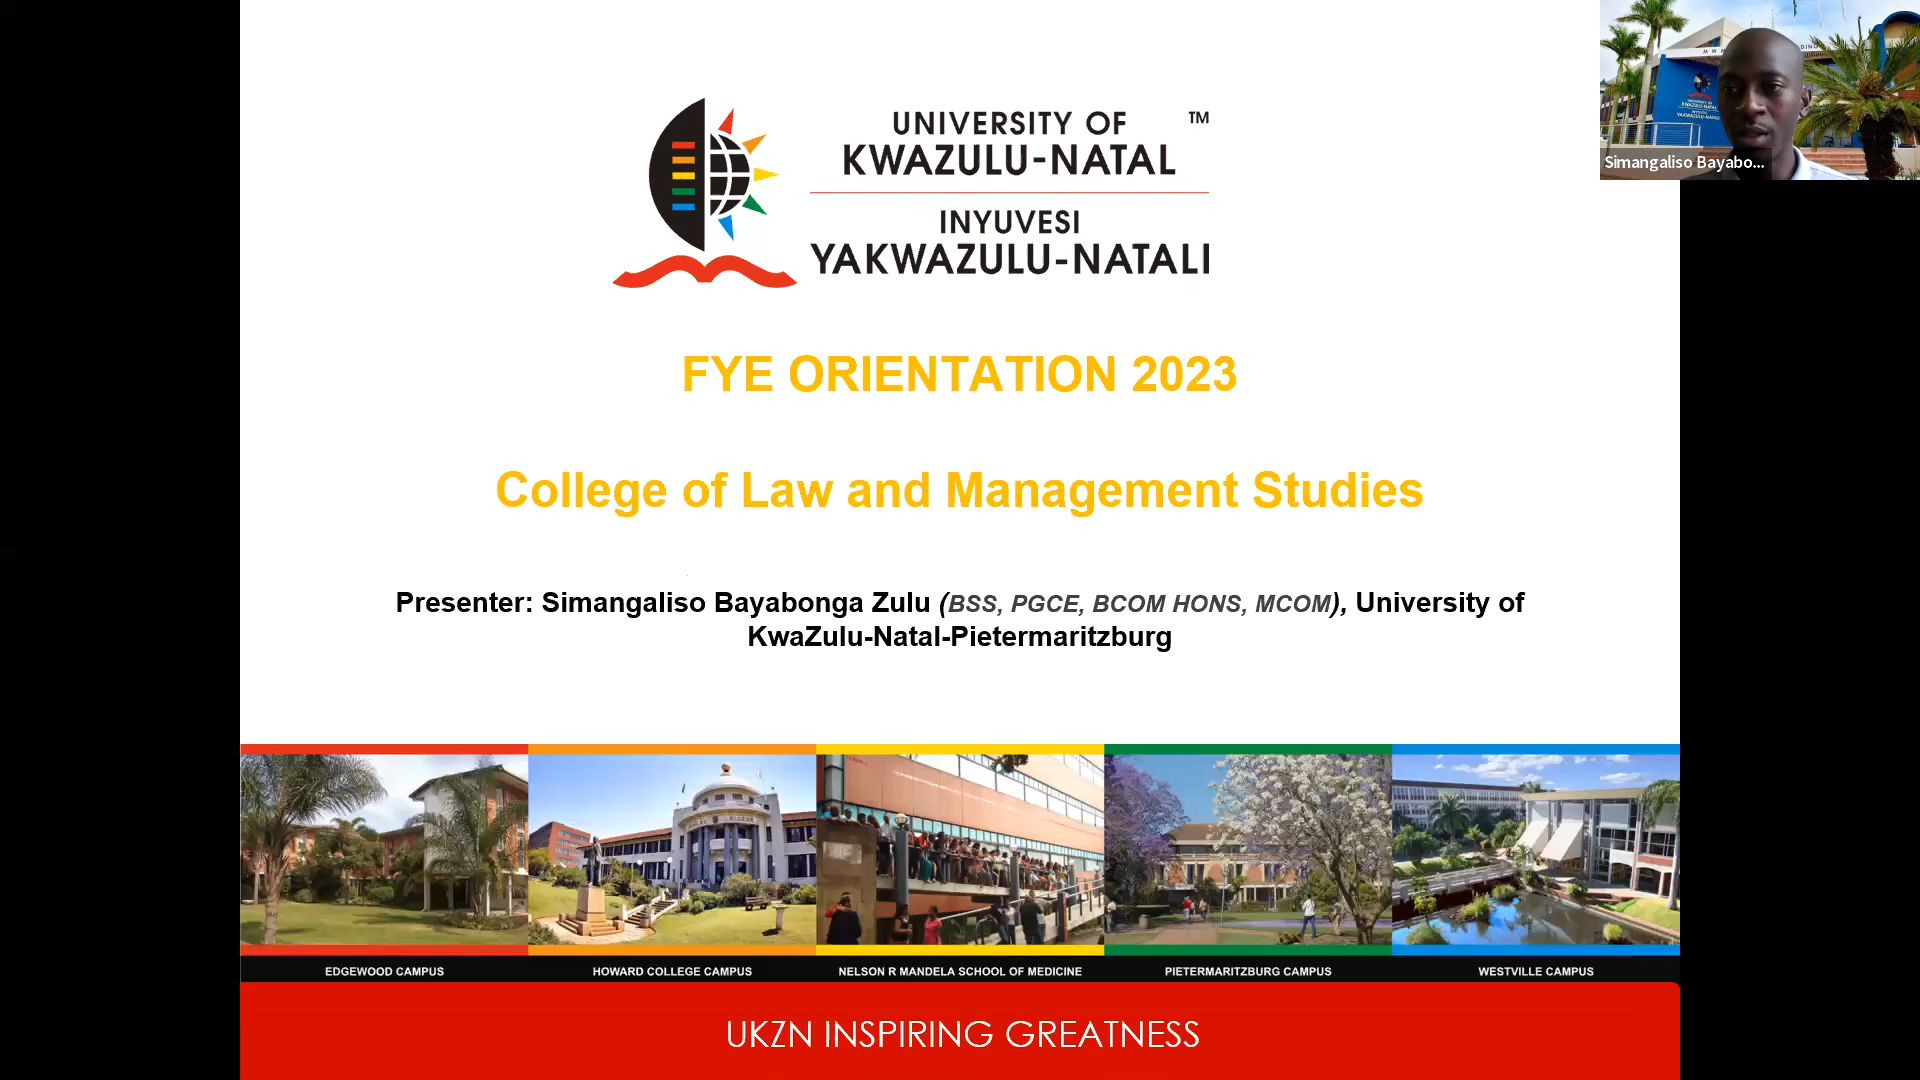 UNIVERSITY OF
TM
KWAZULU-NATAL
INYUVESI
YAKWAZULU-NATALI
Simangaliso Bayabo...
FYE ORIENTATION 2023
College of Law and Management Studies
Presenter: Simangaliso Bayabonga Zulu (BSS, PGCE, BCOM HONS, MCOM), University of
KwaZulu-Natal-Pietermaritzburg
EDGEWOOD CAMPUS
HOWARD COLLEGE CAMPUS
NELSON R MANDELA SCHOOL OF MEDICINE
PIETERMARITZBURG CAMPUS
WESTVILLE CAMPUS
UKZN INSPIRING GREATNESS